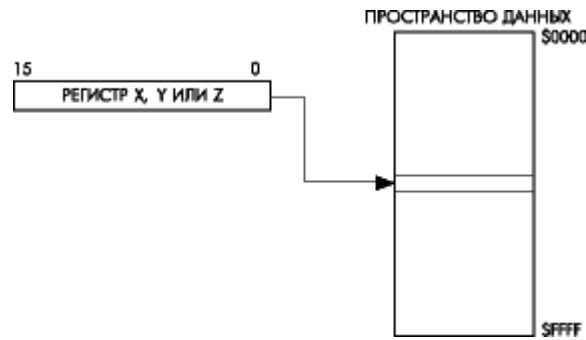 ПРОСТРАНСТВО ДАННЫХ
$0000
15 0
РЕГИСТР X, Y ИЛИ Z
$FFFF